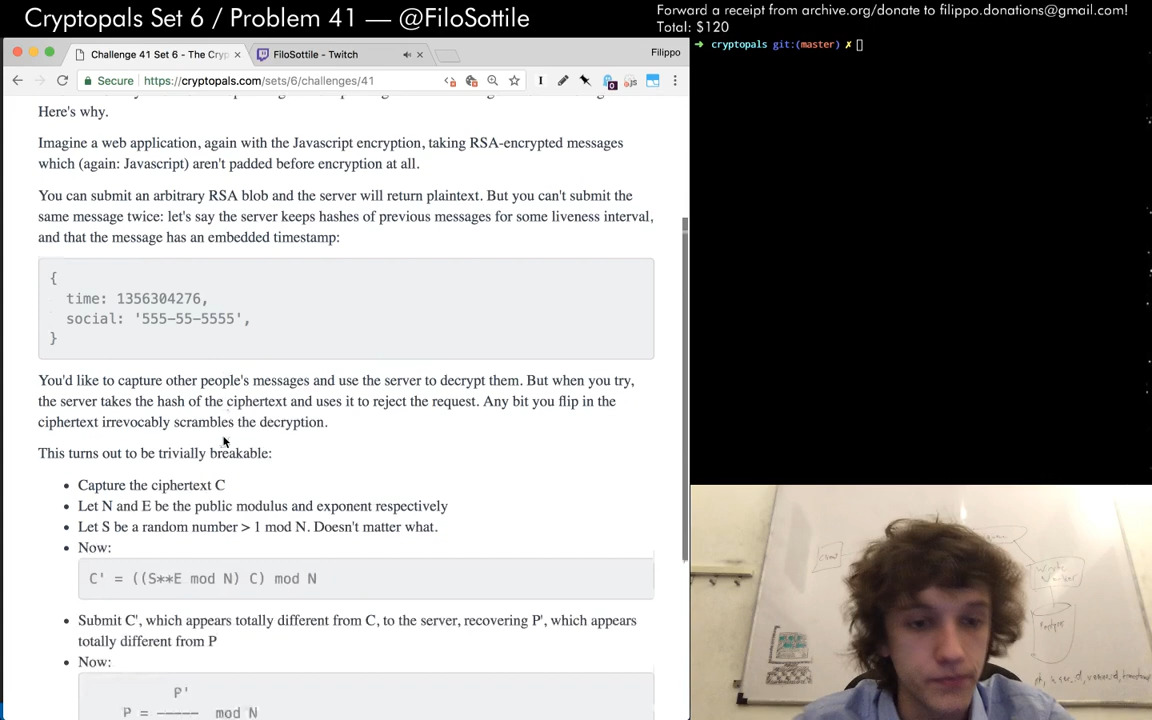 Cryptopals Set 6 / Problem 41 — @FiloSottile
Forward a receipt from archive.org/donate to filippo.donations@gmail.com!
Total: $120
Challenge 41 Set 6 - The Cryp
FiloSottile - Twitch
Filippo
Secure
https://cryptopals.com/sets/6/challenges/41
➜ cryptopals git:(master) ✗
Here's why.
Imagine a web application, again with the Javascript encryption, taking RSA-encrypted messages
which (again: Javascript) aren't padded before encryption at all.
You can submit an arbitrary RSA blob and the server will return plaintext. But you can't submit the
same message twice: let's say the server keeps hashes of previous messages for some liveness interval,
and that the message has an embedded timestamp:
{
time: 1356304276,
social: '555-55-5555',
}
You'd like to capture other people's messages and use the server to decrypt them. But when you try,
the server takes the hash of the ciphertext and uses it to reject the request. Any bit you flip in the
ciphertext irrevocably scrambles the decryption.
This turns out to be trivially breakable:
• Capture the ciphertext C
• Let N and E be the public modulus and exponent respectively
• Let S be a random number > 1 mod N. Doesn't matter what.
• Now:
C' = ((S**E mod N) C) mod N
• Submit C', which appears totally different from C, to the server, recovering P', which appears
totally different from P
• Now:
P'
P = ----- mod N